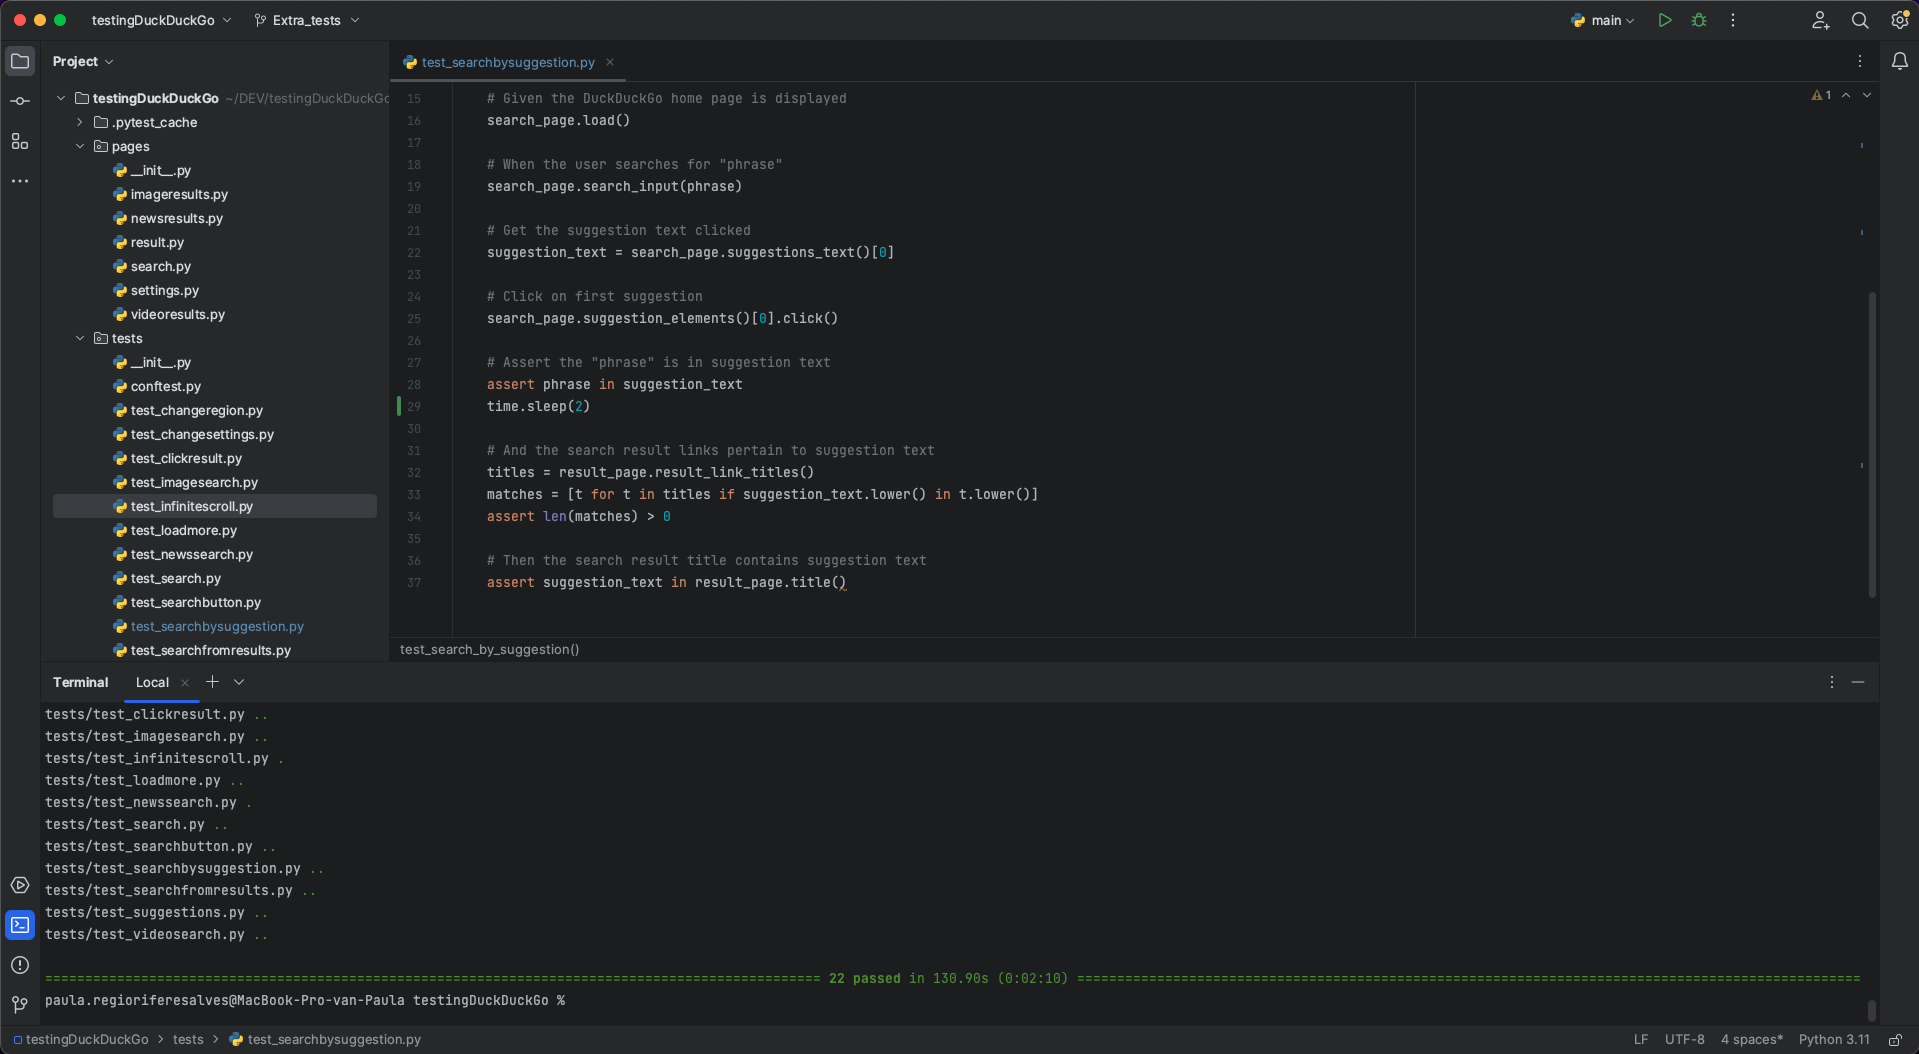 testingDuckDuckGo
Extra_tests
main
Project
test_searchbysuggestion.py
testingDuckDuckGo ~/DEV/testingDuckDuckGo
.pytest_cache
pages
__init__.py
imageresults.py
newsresults.py
result.py
search.py
settings.py
videoresults.py
tests
__init__.py
conftest.py
test_changeregion.py
test_changesettings.py
test_clickresult.py
test_imagesearch.py
test_infinitescroll.py
test_loadmore.py
test_newssearch.py
test_search.py
test_searchbutton.py
test_searchbysuggestion.py
test_searchfromresults.py
1
15 # Given the DuckDuckGo home page is displayed
16 search_page.load()
17
18 # When the user searches for "phrase"
19 search_page.search_input(phrase)
20
21 # Get the suggestion text clicked
22 suggestion_text = search_page.suggestions_text()[0]
23
24 # Click on first suggestion
25 search_page.suggestion_elements()[0].click()
26
27 # Assert the "phrase" is in suggestion text
28 assert phrase in suggestion_text
29 time.sleep(2)
30
31 # And the search result links pertain to suggestion text
32 titles = result_page.result_link_titles()
33 matches = [t for t in titles if suggestion_text.lower() in t.lower()]
34 assert len(matches) > 0
35
36 # Then the search result title contains suggestion text
37 assert suggestion_text in result_page.title()
test_search_by_suggestion()
Terminal
Local
tests/test_clickresult.py ..
tests/test_imagesearch.py ..
tests/test_infinitescroll.py .
tests/test_loadmore.py ..
tests/test_newssearch.py .
tests/test_search.py ..
tests/test_searchbutton.py ..
tests/test_searchbysuggestion.py ..
tests/test_searchfromresults.py ..
tests/test_suggestions.py ..
tests/test_videosearch.py ..
================================================================================================= 22 passed in 130.90s (0:02:10) ==================================================================================================
paula.regioriferesalves@MacBook-Pro-van-Paula testingDuckDuckGo %
testingDuckDuckGo > tests > test_searchbysuggestion.py
LF UTF-8 4 spaces* Python 3.11